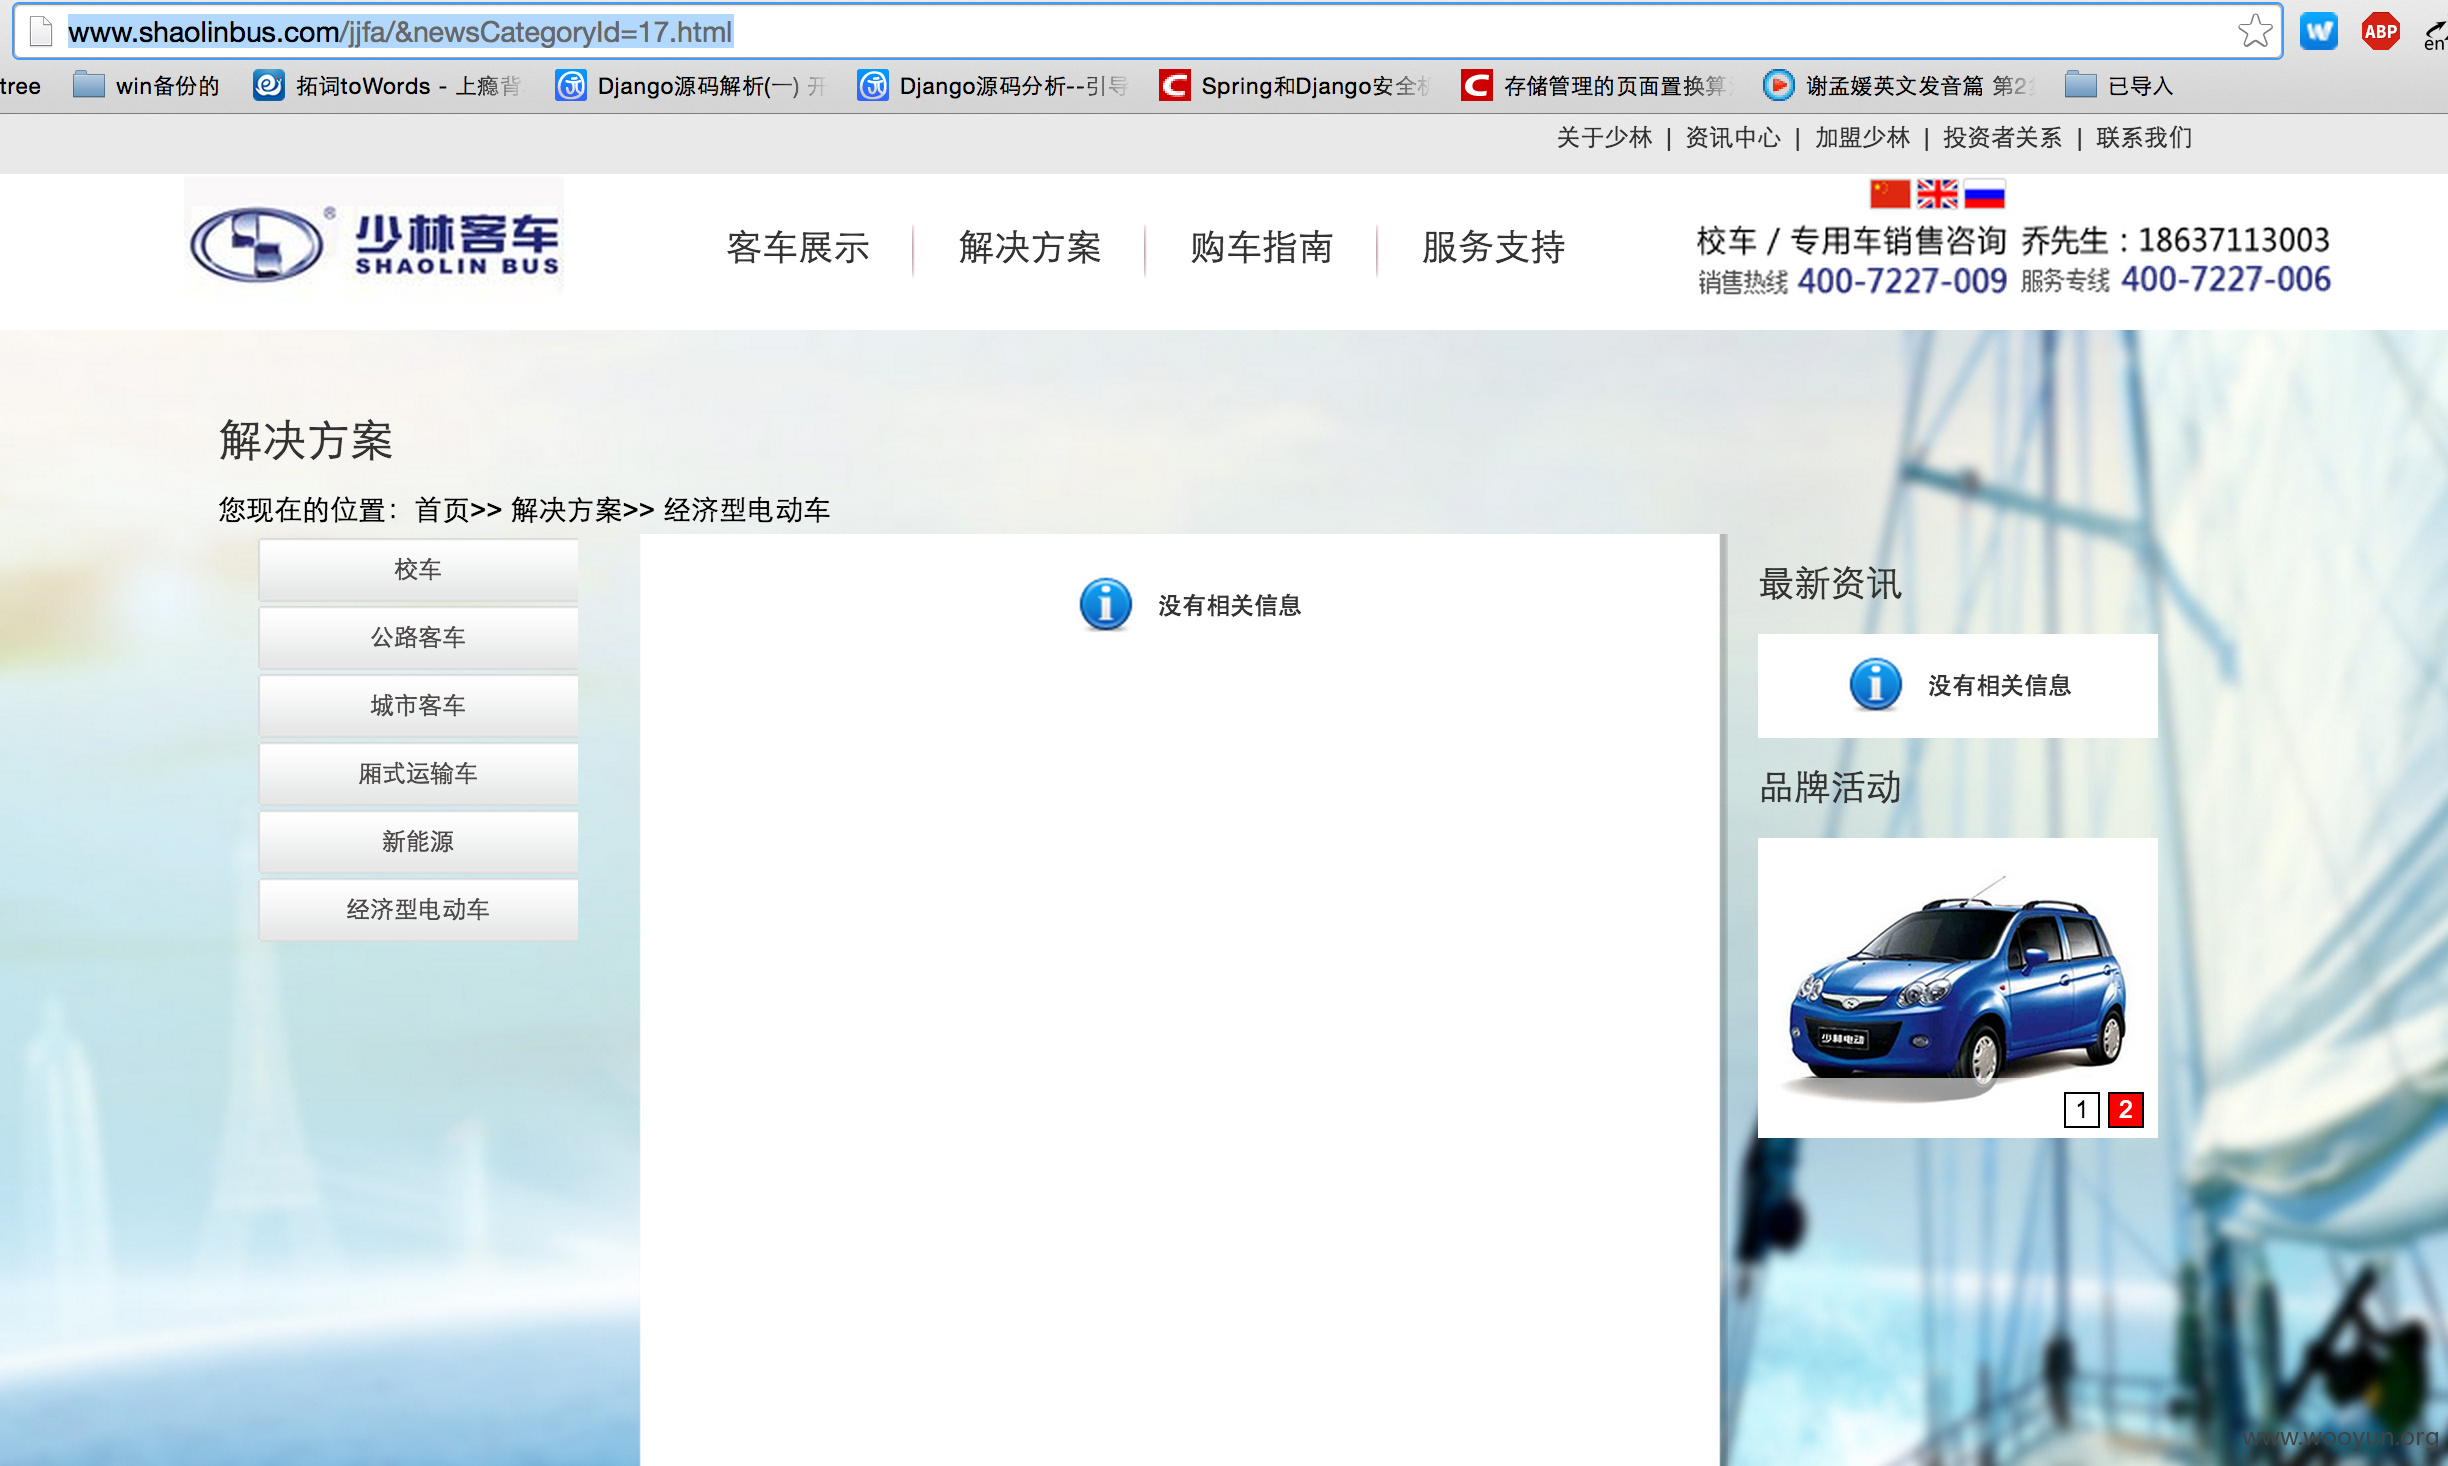 www.shaolinbus.com/jjfa/&newsCategoryId=17.html
ABP
en
tree win备份的 拓词toWords - 上瘾背 Django源码解析(一) 开 Django源码分析--引导 Spring和Django安全机 存储管理的页面置换算 谢孟媛英文发音篇 第2 已导入
关于少林 | 资讯中心 | 加盟少林 | 投资者关系 | 联系我们
少林客车
SHAOLIN BUS
客车展示 解决方案 购车指南 服务支持
校车 / 专用车销售咨询 乔先生：18637113003
销售热线 400-7227-009 服务专线 400-7227-006
解决方案
您现在的位置：首页>> 解决方案>> 经济型电动车
校车
公路客车
城市客车
厢式运输车
新能源
经济型电动车
没有相关信息
最新资讯
没有相关信息
品牌活动
少林电动
1 2
www.wooyun.org